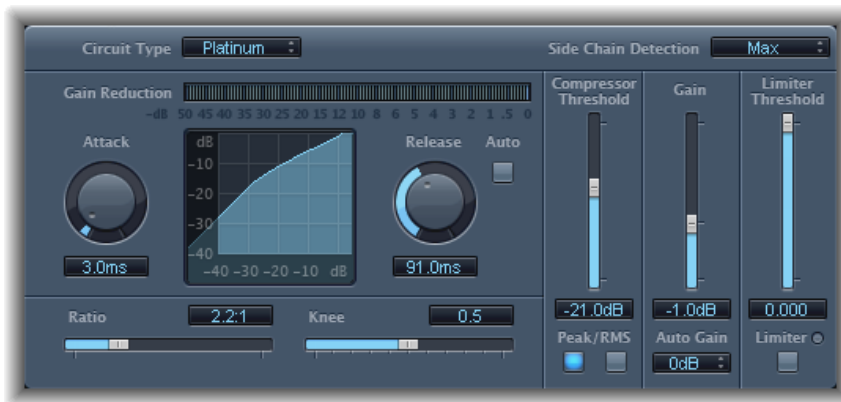 Circuit Type Platinum Side Chain Detection Max
Gain Reduction
-dB 50 45 40 35 30 25 20 15 12 10 8 6 5 4 3 2 1 .5 0
Attack
3.0ms
dB
-10
-20
-30
-40
-40 -30 -20 -10 dB
Release Auto
91.0ms
Ratio 2.2:1
Knee 0.5
Compressor
Threshold
-21.0dB
Peak/RMS
Gain
-1.0dB
Auto Gain
0dB
Limiter
Threshold
0.000
Limiter